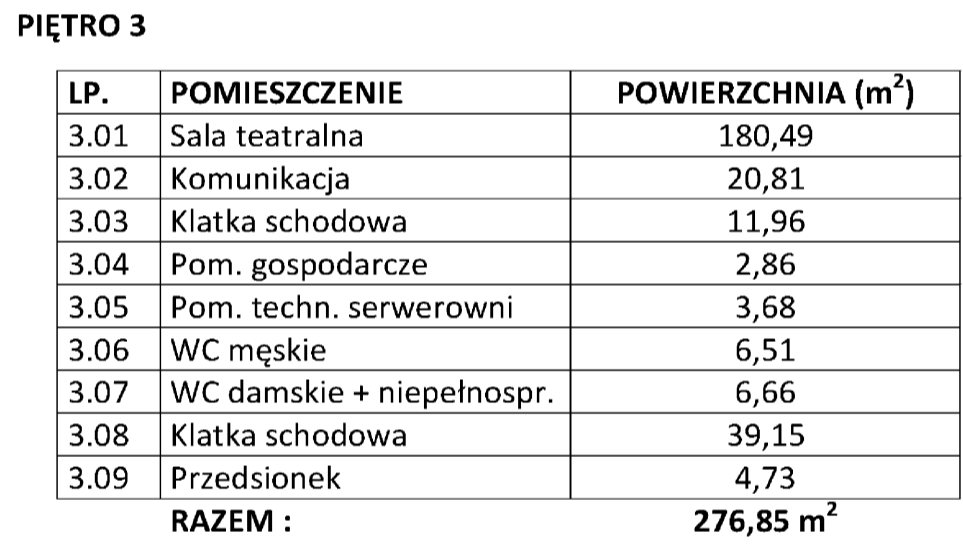 PIĘTRO 3
LP. POMIESZCZENIE POWIERZCHNIA (m²)
3.01 Sala teatralna 180,49
3.02 Komunikacja 20,81
3.03 Klatka schodowa 11,96
3.04 Pom. gospodarcze 2,86
3.05 Pom. techn. serwerowni 3,68
3.06 WC męskie 6,51
3.07 WC damskie + niepełnospr. 6,66
3.08 Klatka schodowa 39,15
3.09 Przedsionek 4,73
RAZEM : 276,85 m²